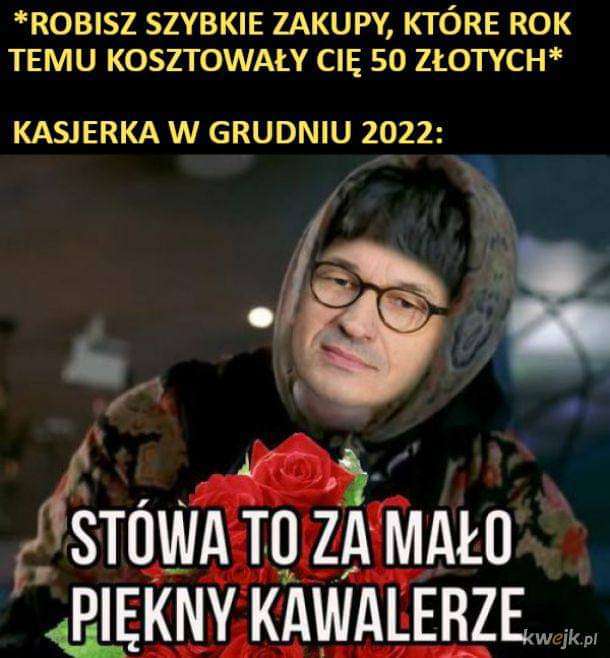 *ROBISZ SZYBKIE ZAKUPY, KTÓRE ROK
TEMU KOSZTOWAŁY CIĘ 50 ZŁOTYCH*
KASJERKA W GRUDNIU 2022:
STÓWA TO ZA MAŁO
PIĘKNY KAWALERZE
kwejk.pl